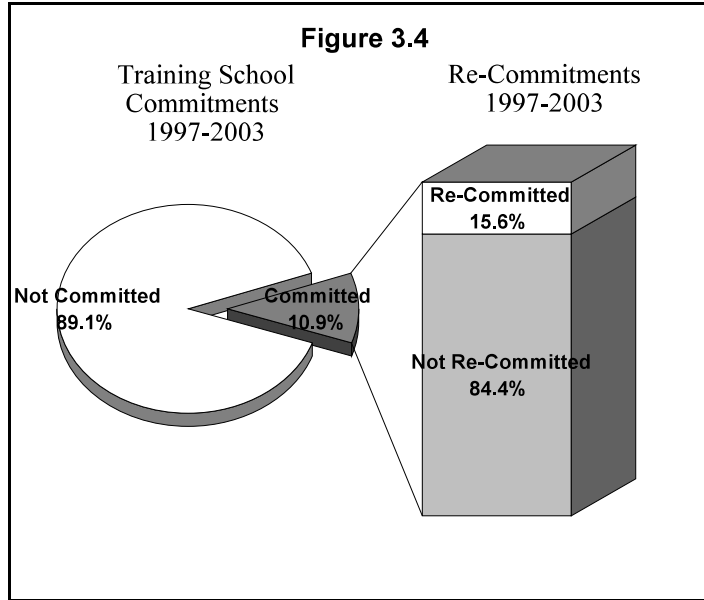 Figure 3.4
Training School
Commitments
1997-2003
Re-Commitments
1997-2003
Not Committed
89.1%
Committed
10.9%
Re-Committed
15.6%
Not Re-Committed
84.4%